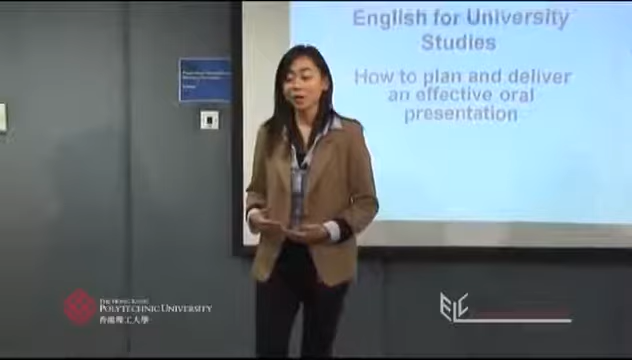 English for University
Studies
How to plan and deliver
an effective oral
presentation
THE HONG KONG
POLYTECHNIC UNIVERSITY
香港理工大學
ELC